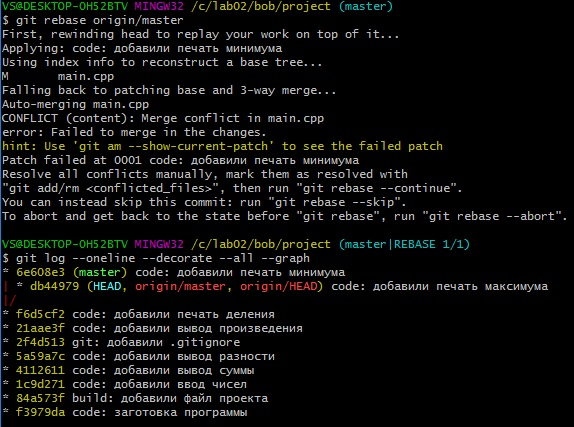 VS@DESKTOP-OH52BTV MINGW32 /c/lab02/bob/project (master)
$ git rebase origin/master
First, rewinding head to replay your work on top of it...
Applying: code: добавили печать минимума
Using index info to reconstruct a base tree...
M       main.cpp
Falling back to patching base and 3-way merge...
Auto-merging main.cpp
CONFLICT (content): Merge conflict in main.cpp
error: Failed to merge in the changes.
hint: Use 'git am --show-current-patch' to see the failed patch
Patch failed at 0001 code: добавили печать минимума
Resolve all conflicts manually, mark them as resolved with
"git add/rm <conflicted_files>", then run "git rebase --continue".
You can instead skip this commit: run "git rebase --skip".
To abort and get back to the state before "git rebase", run "git rebase --abort".
VS@DESKTOP-OH52BTV MINGW32 /c/lab02/bob/project (master|REBASE 1/1)
$ git log --oneline --decorate --all --graph
* 6e608e3 (master) code: добавили печать минимума
| * db44979 (HEAD, origin/master, origin/HEAD) code: добавили печать максимума
|/
* f6d5cf2 code: добавили печать деления
* 21aae3f code: добавили вывод произведения
* 2f4d513 git: добавили .gitignore
* 5a59a7c code: добавили вывод разности
* 4112611 code: добавили вывод суммы
* 1c9d271 code: добавили ввод чисел
* 84a573f build: добавили файл проекта
* f3979da code: заготовка программы